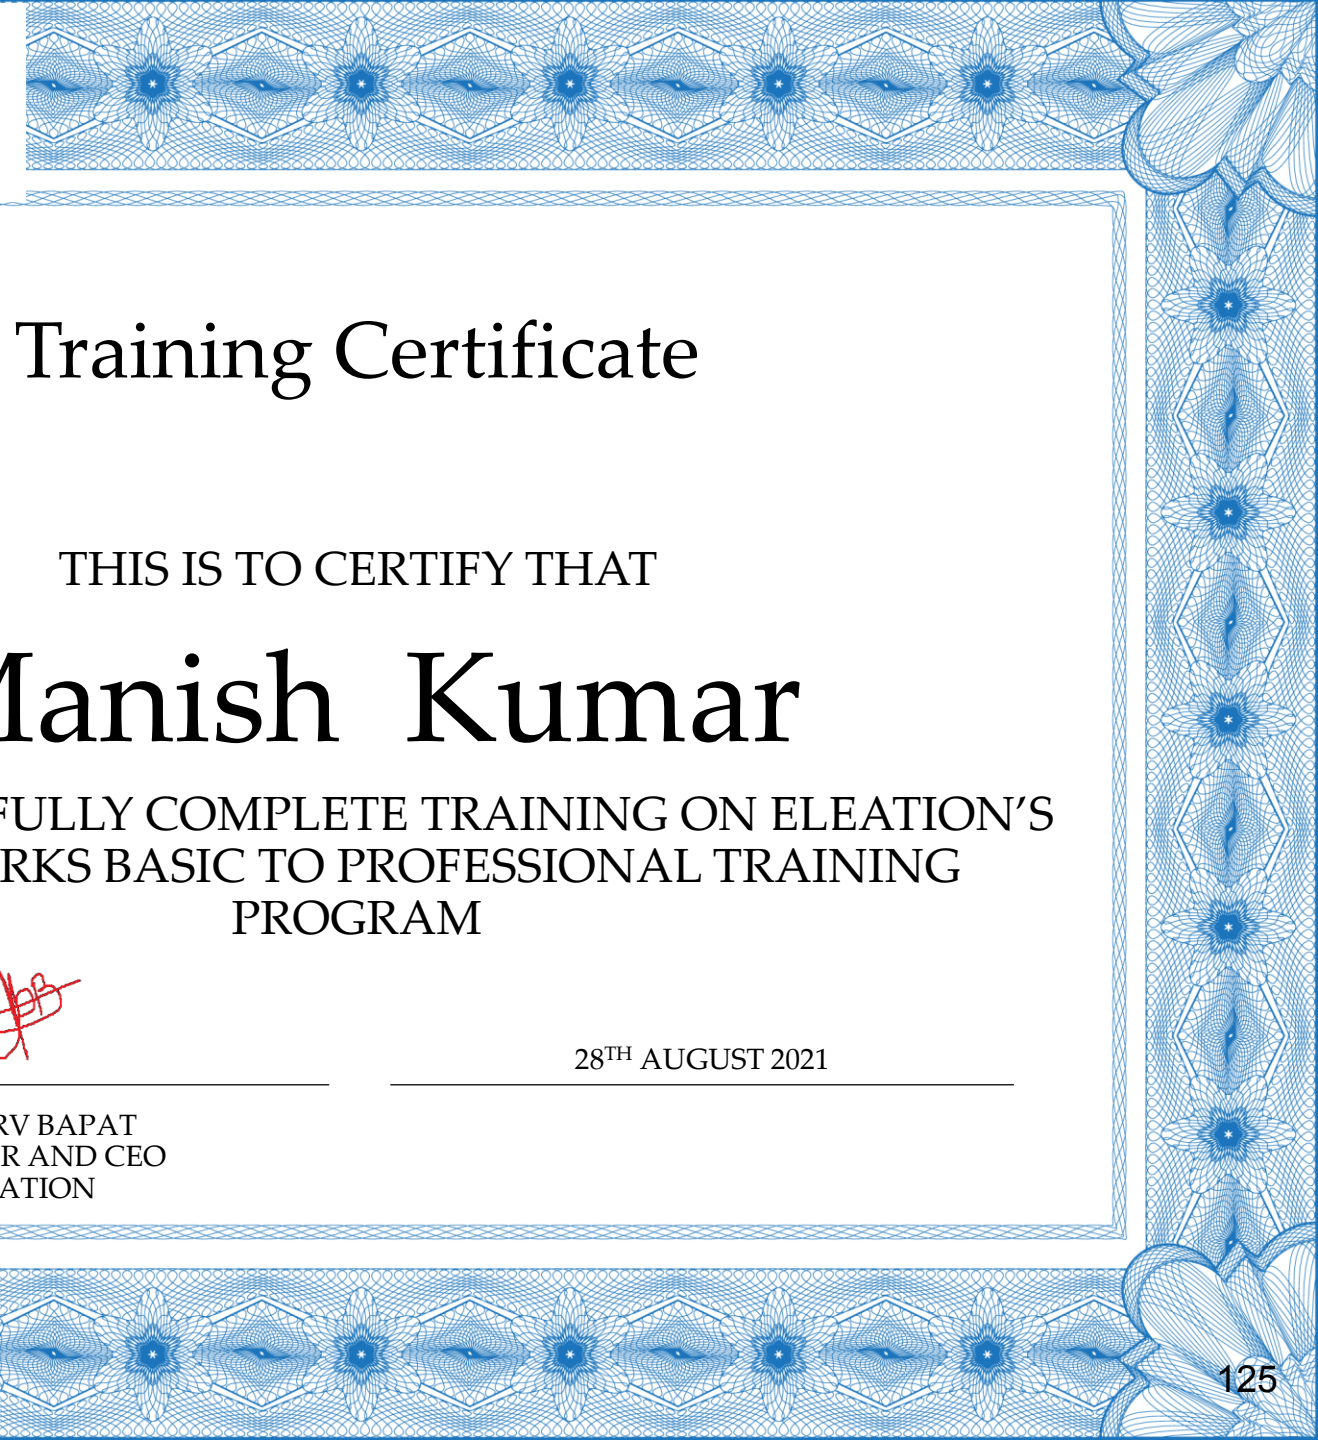 Training Certificate
THIS IS TO CERTIFY THAT
Manish Kumar
FULLY COMPLETE TRAINING ON ELEATION’S
RKS BASIC TO PROFESSIONAL TRAINING
PROGRAM
28TH AUGUST 2021
RV BAPAT
R AND CEO
ATION
125